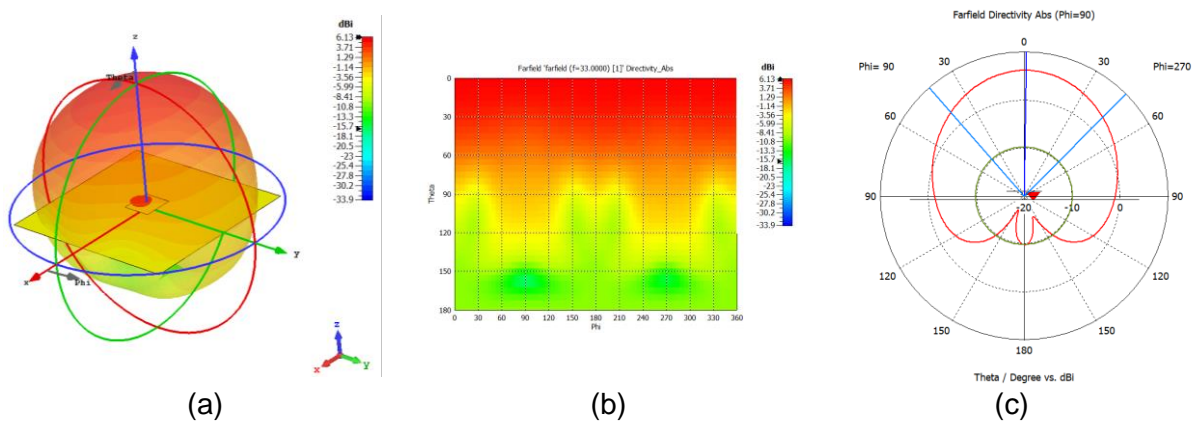 dBi
6.13
3.71
1.29
-1.14
-3.56
-5.99
-8.41
-10.8
-13.3
-15.7
-18.1
-20.5
-23
-25.4
-27.8
-30.2
-33.9
z
Theta
y
x
Phi
z
x
y
(a)
Farfield 'farfield (f=33.0000) [1]' Directivity_Abs
dBi
6.13
3.71
1.29
-1.14
-3.56
-5.99
-8.41
-10.8
-13.3
-15.7
-18.1
-20.5
-23
-25.4
-27.8
-30.2
-33.9
Theta
0
30
60
90
120
150
180
0 30 60 90 120 150 180 210 240 270 300 330 360
Phi
(b)
Farfield Directivity Abs (Phi=90)
0
Phi= 90 30 30 Phi=270
60 60
90 90
-20 -10 0
120 120
150 150
180
Theta / Degree vs. dBi
(c)